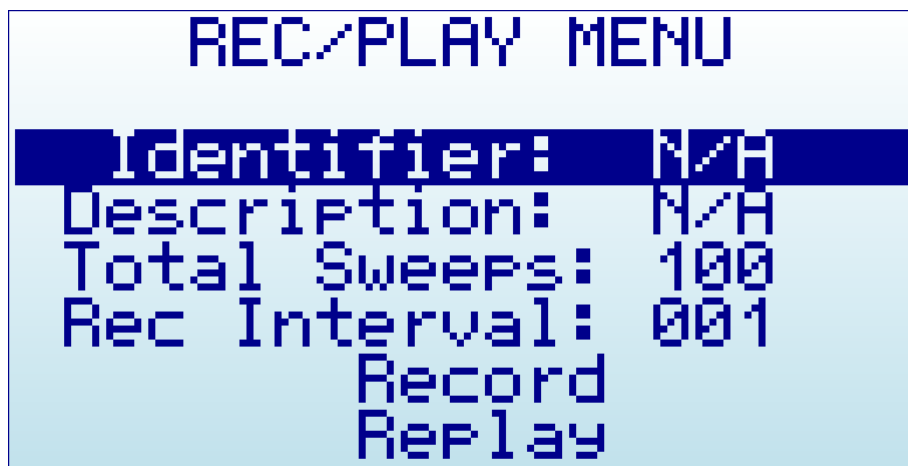 REC/PLAY MENU
Identifier: N/A
Description: N/A
Total Sweeps: 100
Rec Interval: 001
Record
Replay